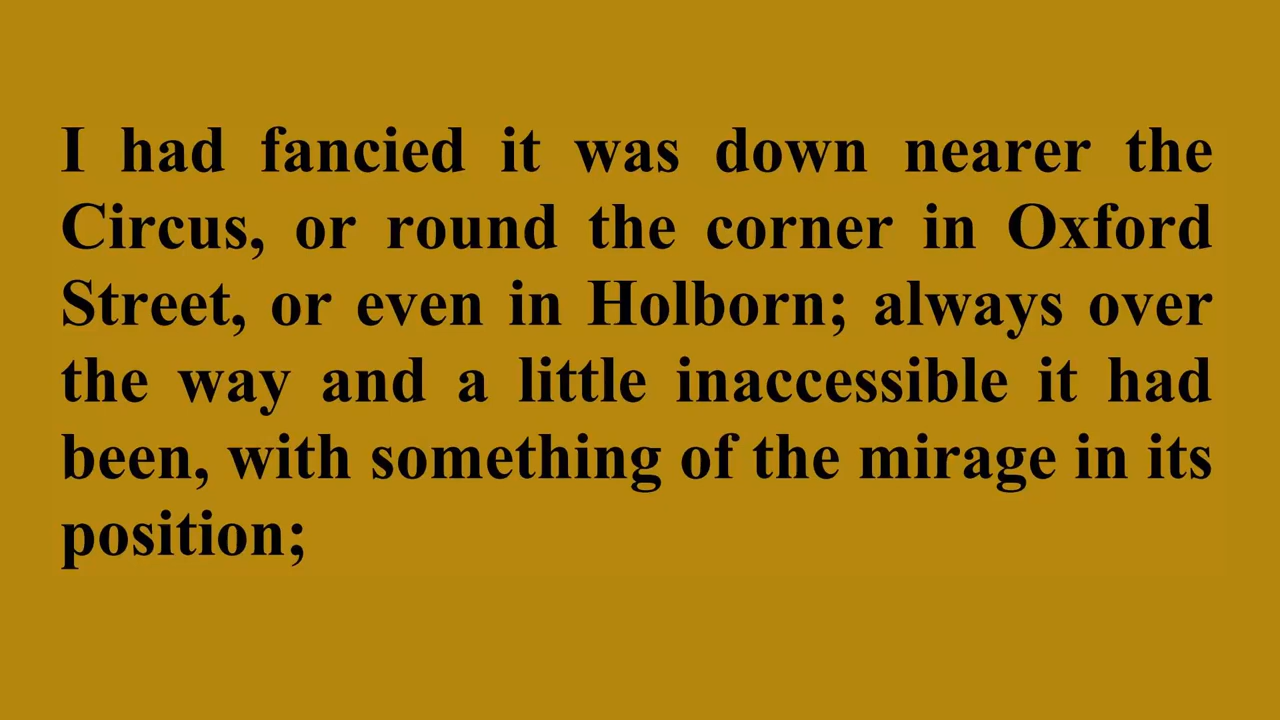 I had fancied it was down nearer the
Circus, or round the corner in Oxford
Street, or even in Holborn; always over
the way and a little inaccessible it had
been, with something of the mirage in its
position;